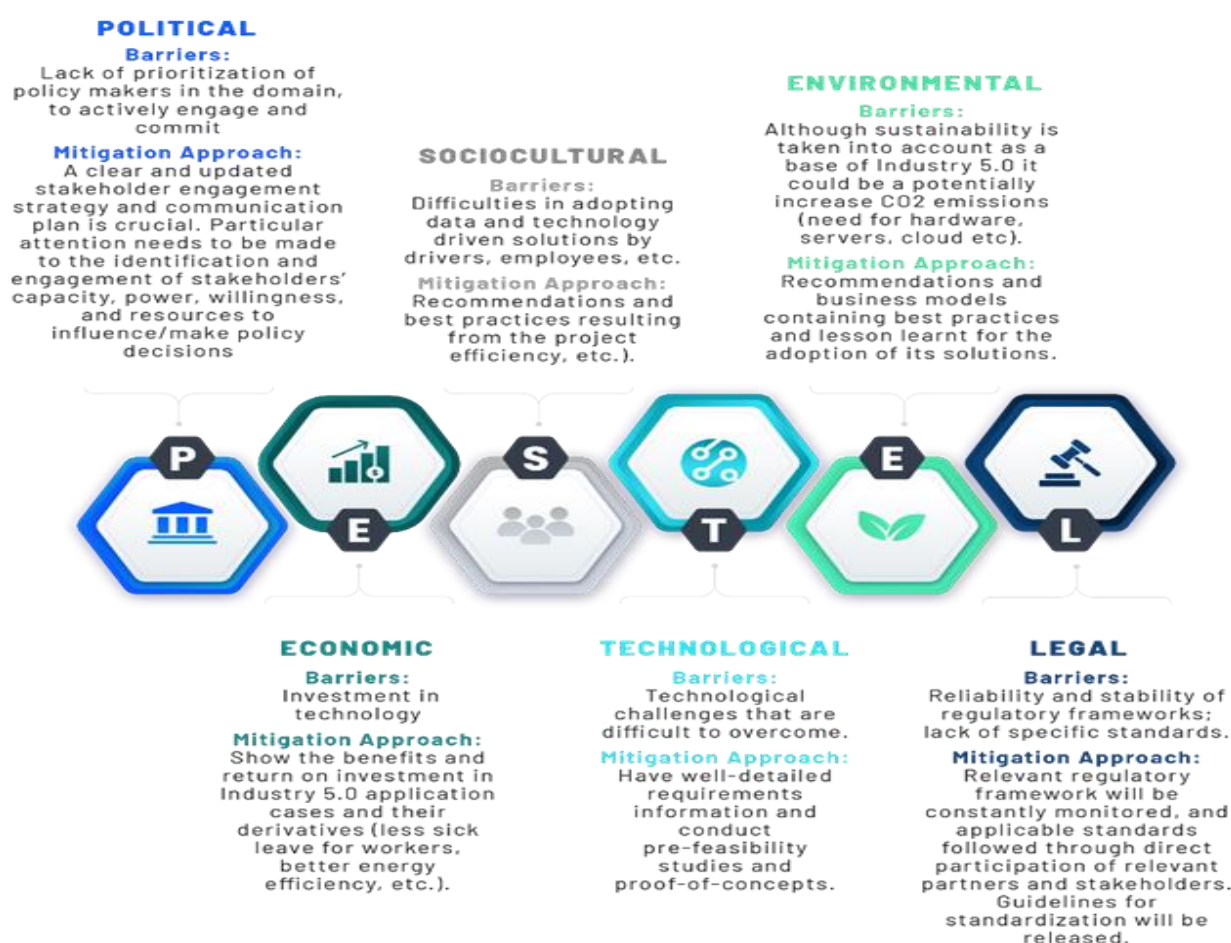 POLITICAL
Barriers:
Lack of prioritization of
policy makers in the domain,
to actively engage and
commit
Mitigation Approach:
A clear and updated
stakeholder engagement
strategy and communication
plan is crucial. Particular
attention needs to be made
to the identification and
engagement of stakeholders'
capacity, power, willingness,
and resources to
influence/make policy
decisions
SOCIOCULTURAL
Barriers:
Difficulties in adopting
data and technology
driven solutions by
drivers, employees, etc.
Mitigation Approach:
Recommendations and
best practices resulting
from the project
efficiency, etc.).
ENVIRONMENTAL
Barriers:
Although sustainability is
taken into account as a
base of Industry 5.0 it
could be a potentially
increase CO2 emissions
(need for hardware,
servers, cloud etc).
Mitigation Approach:
Recommendations and
business models
containing best practices
and lesson learnt for the
adoption of its solutions.
P
E
S
T
E
L
ECONOMIC
Barriers:
Investment in
technology
Mitigation Approach:
Show the benefits and
return on investment in
Industry 5.0 application
cases and their
derivatives (less sick
leave for workers,
better energy
efficiency, etc.).
TECHNOLOGICAL
Barriers:
Technological
challenges that are
difficult to overcome.
Mitigation Approach:
Have well-detailed
requirements
information and
conduct
pre-feasibility
studies and
proof-of-concepts.
LEGAL
Barriers:
Reliability and stability of
regulatory frameworks;
lack of specific standards.
Mitigation Approach:
Relevant regulatory
framework will be
constantly monitored, and
applicable standards
followed through direct
participation of relevant
partners and stakeholders.
Guidelines for
standardization will be
released.